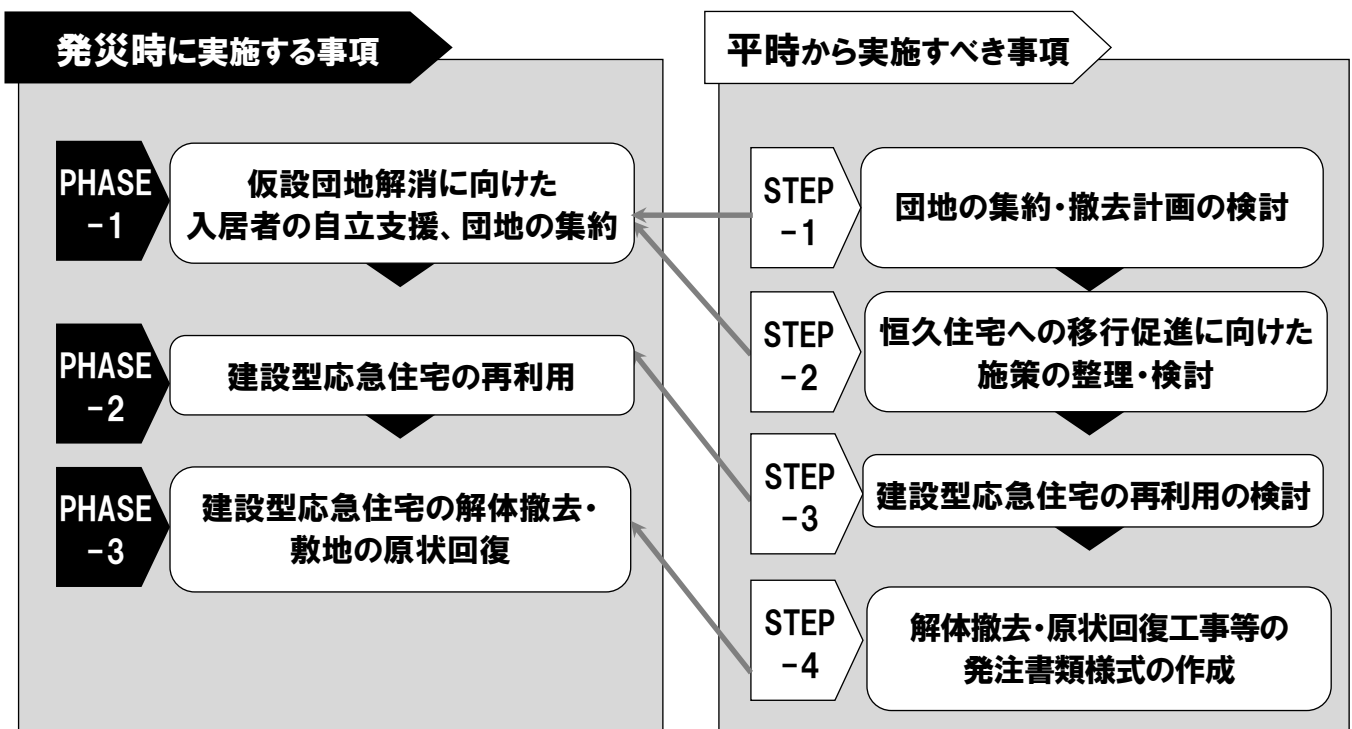 発災時に実施する事項
PHASE
-1
仮設団地解消に向けた
入居者の自立支援、団地の集約
PHASE
-2
建設型応急住宅の再利用
PHASE
-3
建設型応急住宅の解体撤去・
敷地の原状回復
平時から実施すべき事項
STEP
-1
団地の集約・撤去計画の検討
STEP
-2
恒久住宅への移行促進に向けた
施策の整理・検討
STEP
-3
建設型応急住宅の再利用の検討
STEP
-4
解体撤去・原状回復工事等の
発注書類様式の作成